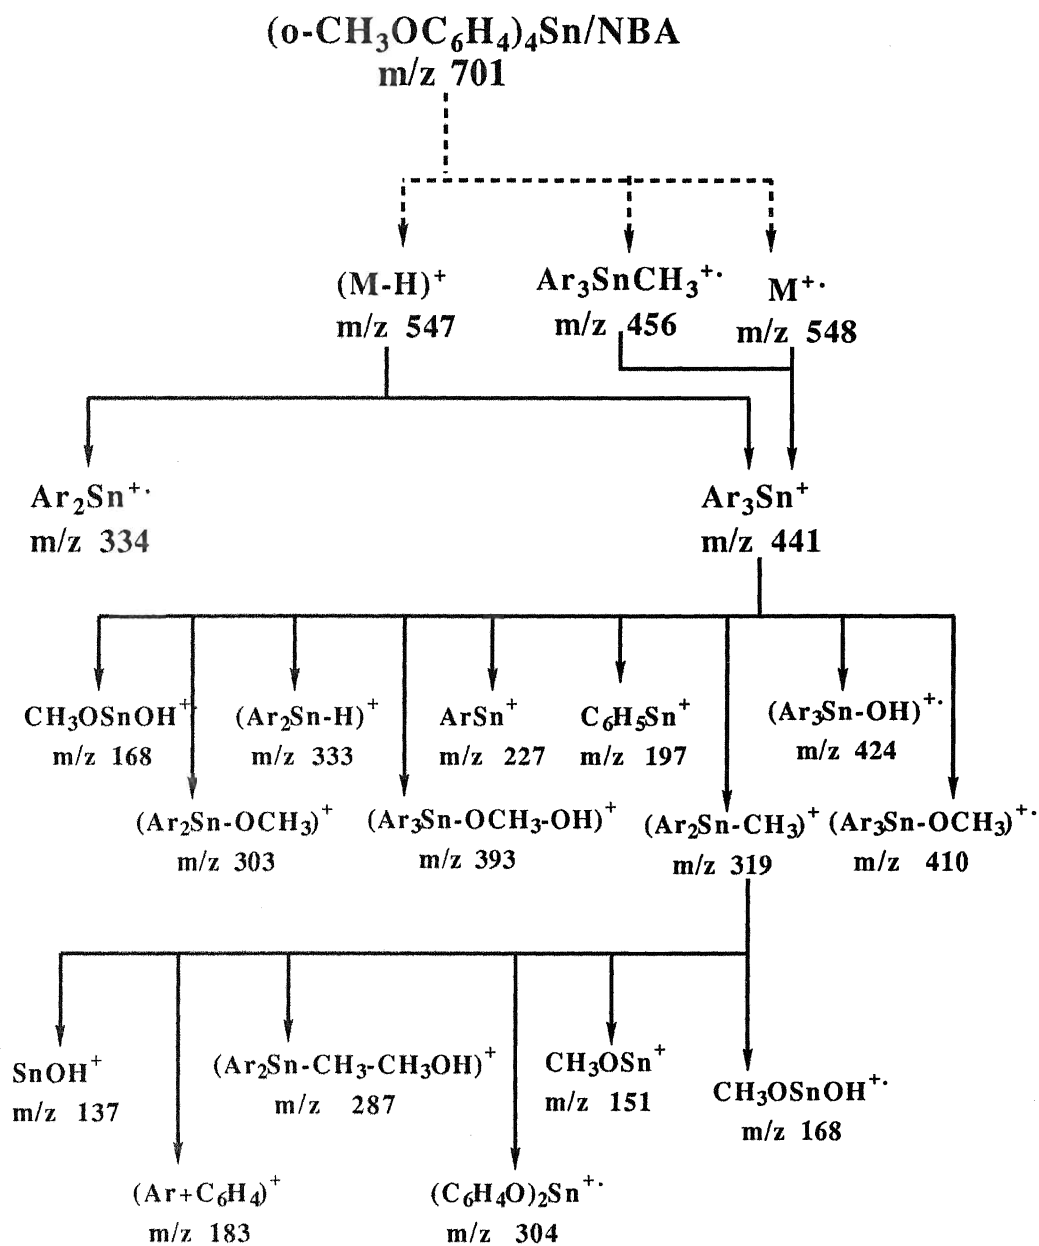 (o-CH₃OC₆H₄)₄Sn/NBA
m/z 701
(M-H)⁺
m/z 547
Ar₃SnCH₃⁺·
m/z 456
M⁺·
m/z 548
Ar₂Sn⁺·
m/z 334
Ar₃Sn⁺
m/z 441
CH₃OSnOH⁺·
m/z 168
(Ar₂Sn-H)⁺
m/z 333
ArSn⁺
m/z 227
C₆H₅Sn⁺
m/z 197
(Ar₃Sn-OH)⁺·
m/z 424
(Ar₂Sn-OCH₃)⁺
m/z 303
(Ar₃Sn-OCH₃-OH)⁺
m/z 393
(Ar₂Sn-CH₃)⁺
m/z 319
(Ar₃Sn-OCH₃)⁺·
m/z 410
SnOH⁺
m/z 137
(Ar₂Sn-CH₃-CH₃OH)⁺
m/z 287
CH₃OSn⁺
m/z 151
CH₃OSnOH⁺·
m/z 168
(Ar+C₆H₄)⁺
m/z 183
(C₆H₄O)₂Sn⁺·
m/z 304